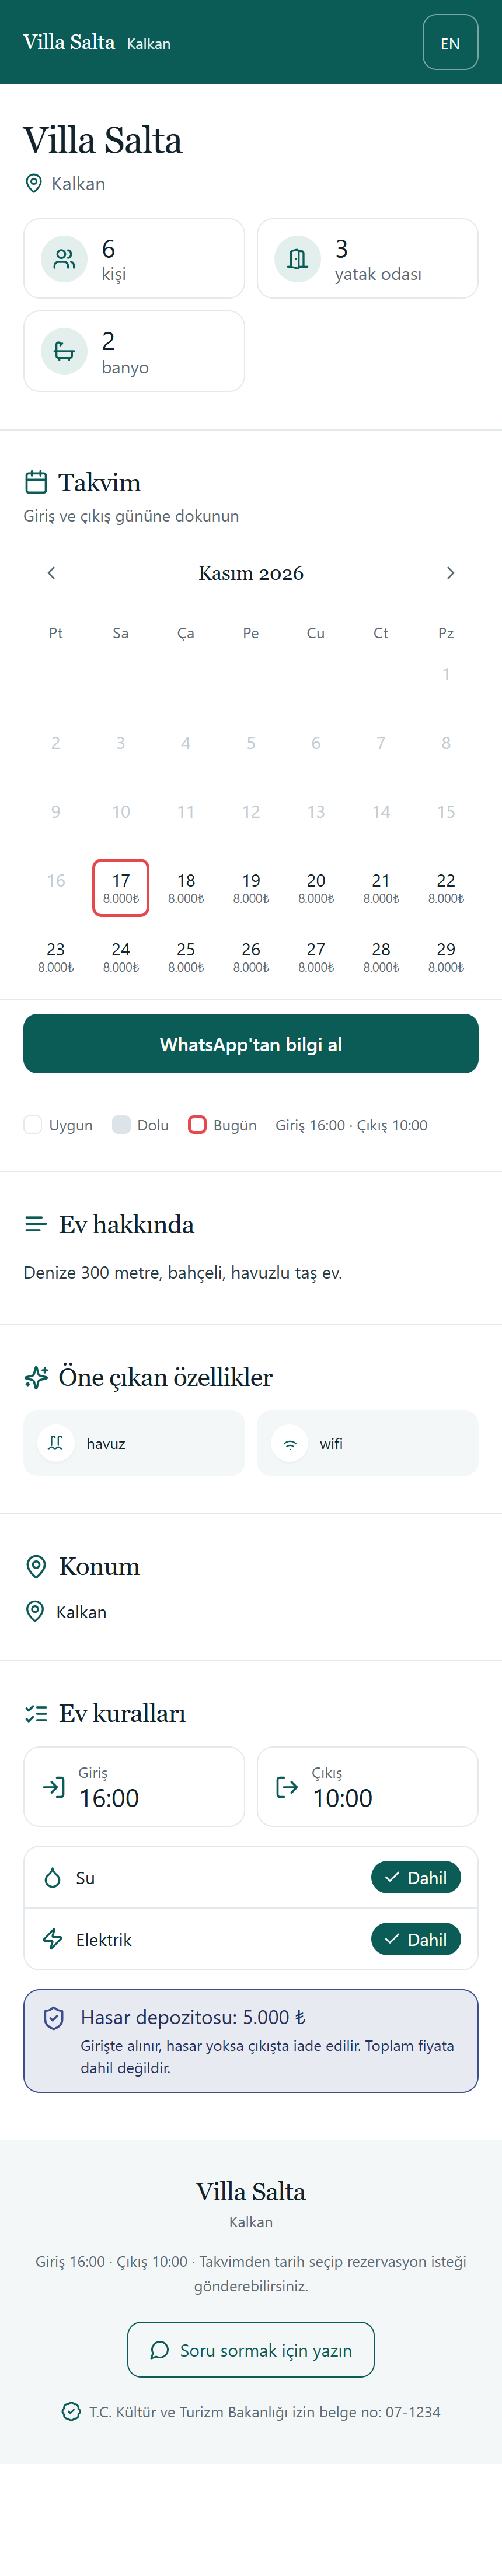 Villa Salta Kalkan EN
Villa Salta
Kalkan
6
kişi
3
yatak odası
2
banyo
Takvim
Giriş ve çıkış gününe dokunun
Kasım 2026
Pt Sa Ça Pe Cu Ct Pz
1
2 3 4 5 6 7 8
9 10 11 12 13 14 15
16 17 18 19 20 21 22
8.000₺ 8.000₺ 8.000₺ 8.000₺ 8.000₺ 8.000₺
23 24 25 26 27 28 29
8.000₺ 8.000₺ 8.000₺ 8.000₺ 8.000₺ 8.000₺ 8.000₺
WhatsApp'tan bilgi al
Uygun Dolu Bugün Giriş 16:00 · Çıkış 10:00
Ev hakkında
Denize 300 metre, bahçeli, havuzlu taş ev.
Öne çıkan özellikler
havuz wifi
Konum
Kalkan
Ev kuralları
Giriş
16:00
Çıkış
10:00
Su Dahil
Elektrik Dahil
Hasar depozitosu: 5.000 ₺
Girişte alınır, hasar yoksa çıkışta iade edilir. Toplam fiyata
dahil değildir.
Villa Salta
Kalkan
Giriş 16:00 · Çıkış 10:00 · Takvimden tarih seçip rezervasyon isteği
gönderebilirsiniz.
Soru sormak için yazın
T.C. Kültür ve Turizm Bakanlığı izin belge no: 07-1234